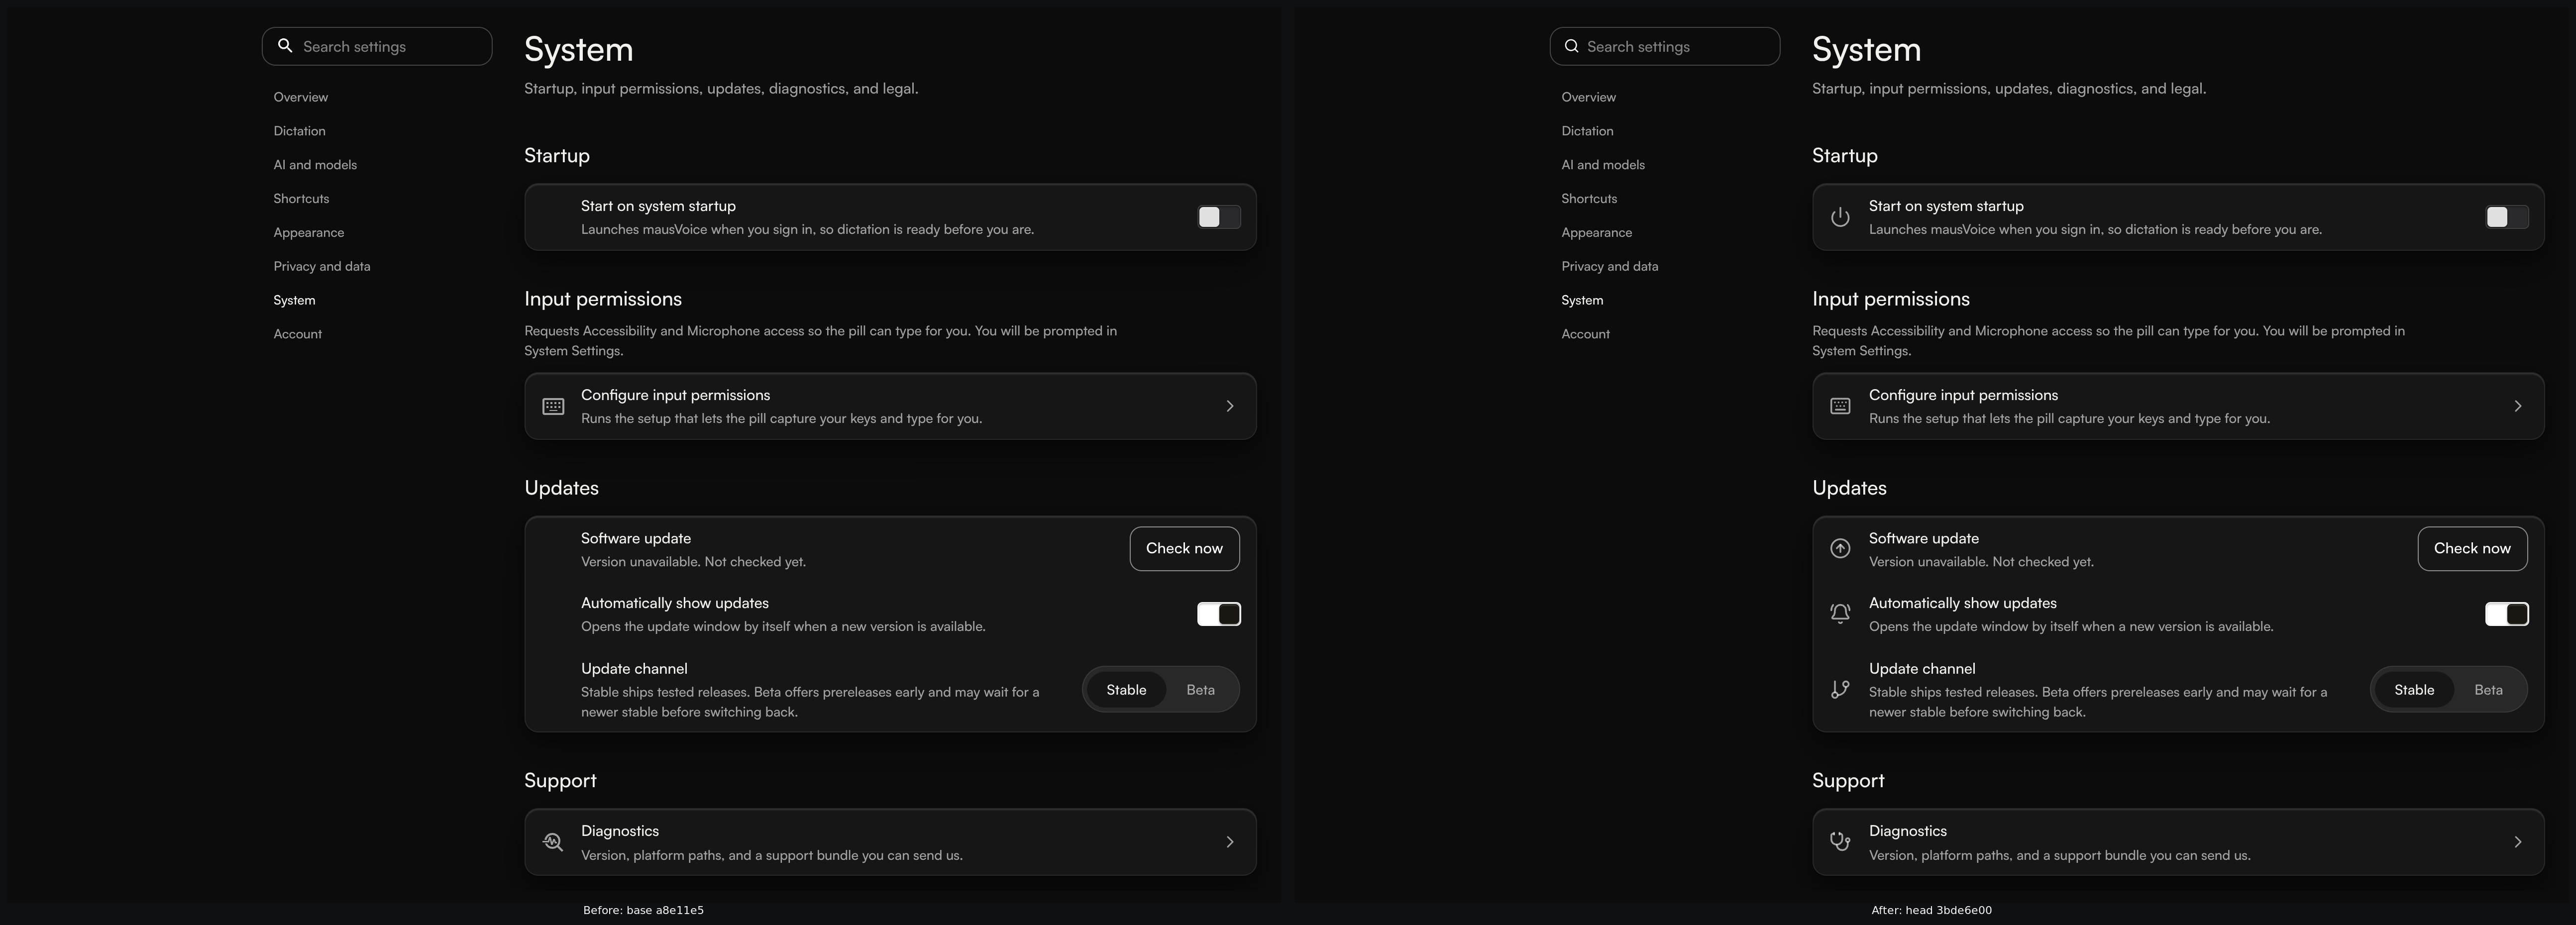 Search settings
Overview
Dictation
AI and models
Shortcuts
Appearance
Privacy and data
System
Account
System
Startup, input permissions, updates, diagnostics, and legal.
Startup
Start on system startup
Launches mausVoice when you sign in, so dictation is ready before you are.
Input permissions
Requests Accessibility and Microphone access so the pill can type for you. You will be prompted in
System Settings.
Configure input permissions
Runs the setup that lets the pill capture your keys and type for you.
Updates
Software update
Version unavailable. Not checked yet.
Check now
Automatically show updates
Opens the update window by itself when a new version is available.
Update channel
Stable ships tested releases. Beta offers prereleases early and may wait for a
newer stable before switching back.
Stable
Beta
Support
Diagnostics
Version, platform paths, and a support bundle you can send us.
Before: base a8e11e5
Search settings
Overview
Dictation
AI and models
Shortcuts
Appearance
Privacy and data
System
Account
System
Startup, input permissions, updates, diagnostics, and legal.
Startup
Start on system startup
Launches mausVoice when you sign in, so dictation is ready before you are.
Input permissions
Requests Accessibility and Microphone access so the pill can type for you. You will be prompted in
System Settings.
Configure input permissions
Runs the setup that lets the pill capture your keys and type for you.
Updates
Software update
Version unavailable. Not checked yet.
Check now
Automatically show updates
Opens the update window by itself when a new version is available.
Update channel
Stable ships tested releases. Beta offers prereleases early and may wait for a
newer stable before switching back.
Stable
Beta
Support
Diagnostics
Version, platform paths, and a support bundle you can send us.
After: head 3bde6e00